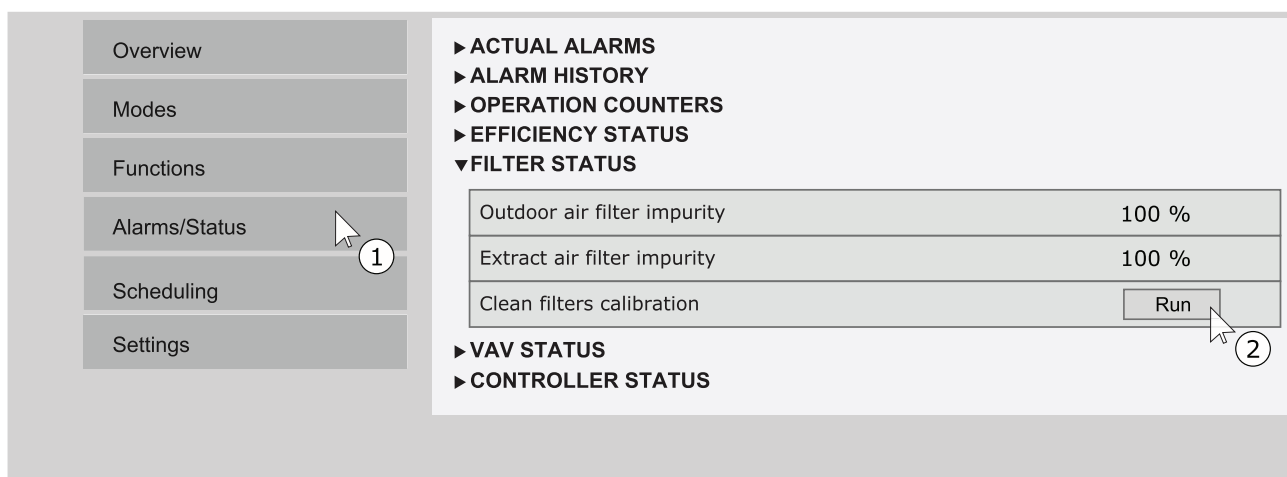 Overview
Modes
Functions
Alarms/Status
1
Scheduling
Settings
▶ACTUAL ALARMS
▶ALARM HISTORY
▶OPERATION COUNTERS
▶EFFICIENCY STATUS
▼FILTER STATUS
Outdoor air filter impurity 100 %
Extract air filter impurity 100 %
Clean filters calibration Run
2
▶VAV STATUS
▶CONTROLLER STATUS